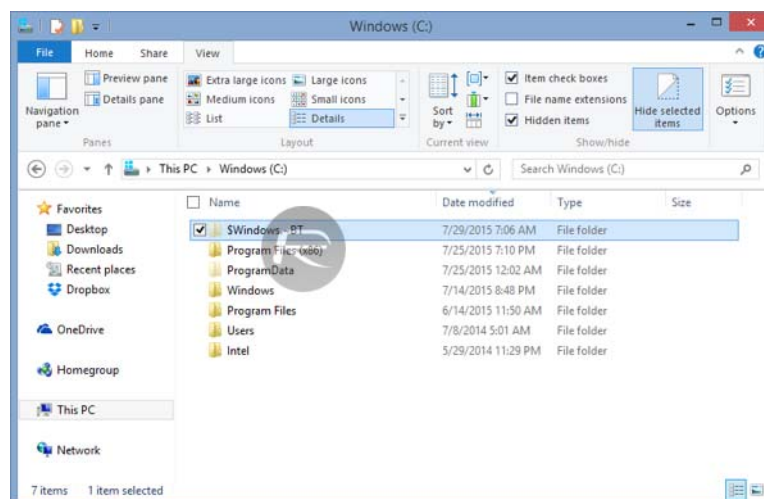 Windows (C:)
File Home Share View
Preview pane
Details pane
Navigation pane
Panes
Extra large icons Large icons
Medium icons Small icons
List Details
Layout
Sort by
Current view
Item check boxes
File name extensions
Hidden items
Hide selected items
Show/hide
Options
This PC Windows (C:)
Search Windows (C:)
Favorites
Desktop
Downloads
Recent places
Dropbox
OneDrive
Homegroup
This PC
Network
Name Date modified Type Size
$Windows - BT 7/29/2015 7:06 AM File folder
Program Files (x86) 7/25/2015 7:10 PM File folder
ProgramData 7/25/2015 12:02 AM File folder
Windows 7/14/2015 8:48 PM File folder
Program Files 6/14/2015 11:50 AM File folder
Users 7/8/2014 5:01 AM File folder
Intel 5/29/2014 11:29 PM File folder
7 items 1 item selected